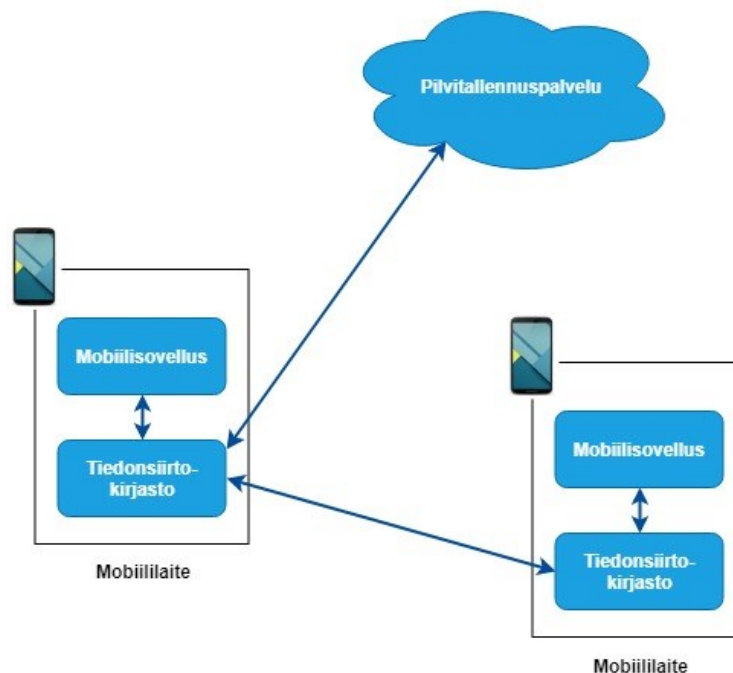 Pilvitallennuspalvelu
Mobiilisovellus
Tiedonsiirto-
kirjasto
Mobiililaite
Mobiilisovellus
Tiedonsiirto-
kirjasto
Mobiililaite